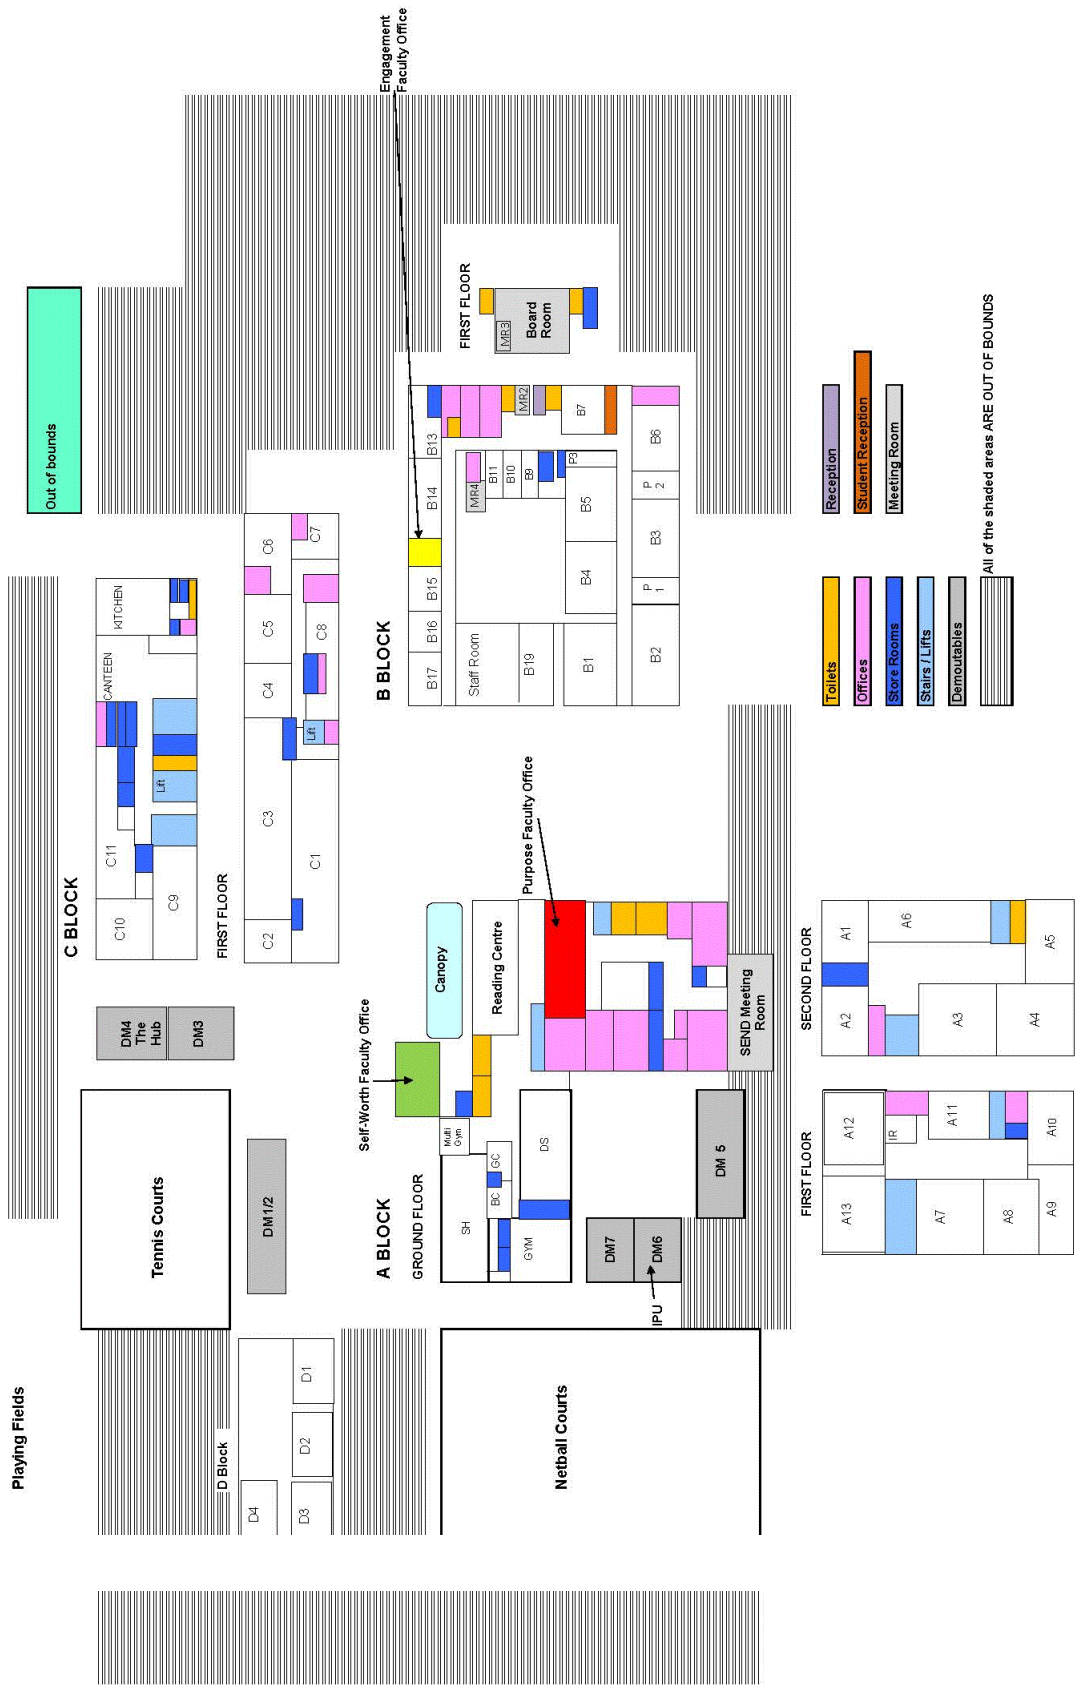 Playing Fields
Tennis Courts
DM4
The
Hub
DM3
C BLOCK
C10
C11
C9
Lift
CANTEEN
KITCHEN
Out of bounds
D Block
D4
D3
D2
D1
DM1/2
FIRST FLOOR
C2
C3
C1
C4
Lift
C5
C8
C6
C7
Self-Worth Faculty Office
Canopy
Engagement
Faculty Office
A BLOCK
GROUND FLOOR
Multi
Gym
SH
BC
GC
GYM
DS
Reading Centre
Purpose Faculty Office
Netball Courts
IPU
DM7
DM6
DM 5
SEND Meeting
Room
B BLOCK
B17
B16
B15
B14
B13
Staff Room
B19
MR4
B11
B10
B9
MR2
B1
B4
B5
P3
B7
B2
P
1
B3
P
2
B6
FIRST FLOOR
MR3
Board
Room
FIRST FLOOR
A13
A12
IR
A7
A11
A8
A9
A10
SECOND FLOOR
A2
A1
A6
A3
A4
A5
Toilets
Offices
Store Rooms
Stairs / Lifts
Demoutables
Reception
Student Reception
Meeting Room
All of the shaded areas ARE OUT OF BOUNDS